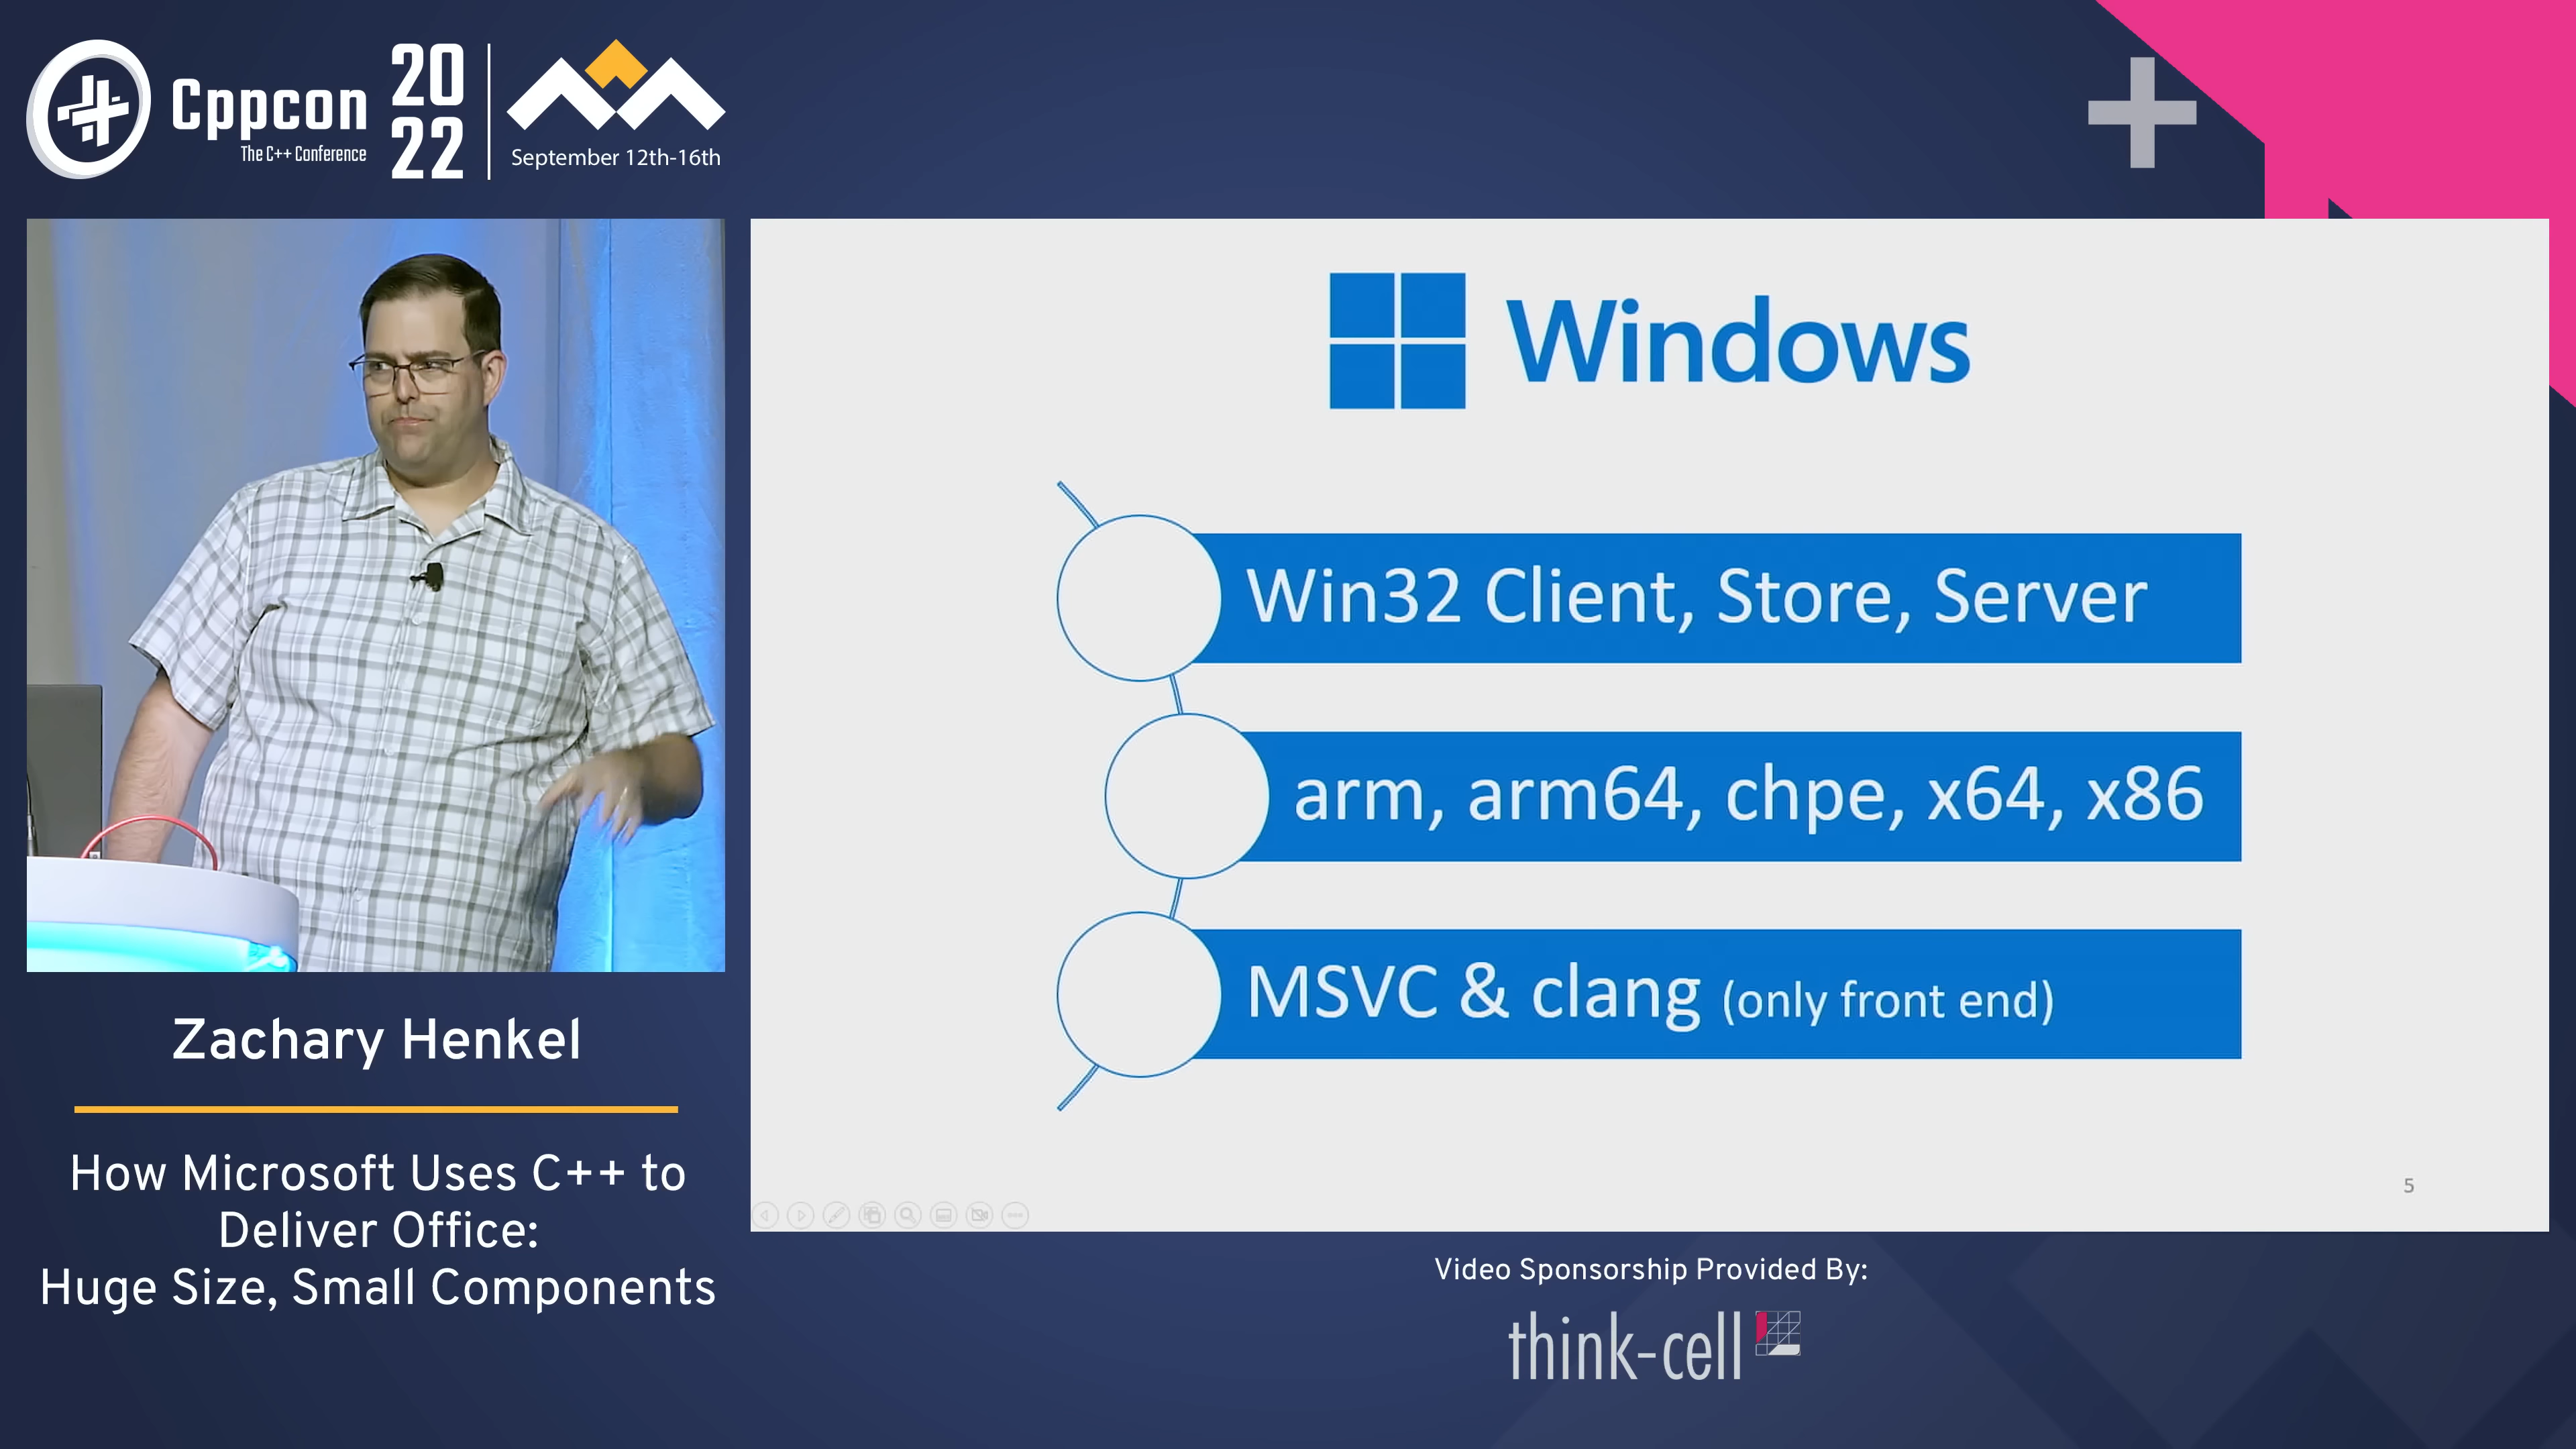 Cppcon
The C++ Conference
20
22
September 12th-16th
Windows
Win32 Client, Store, Server
arm, arm64, chpe, x64, x86
MSVC & clang (only front end)
5
Zachary Henkel
How Microsoft Uses C++ to
Deliver Office:
Huge Size, Small Components
Video Sponsorship Provided By:
think-cell